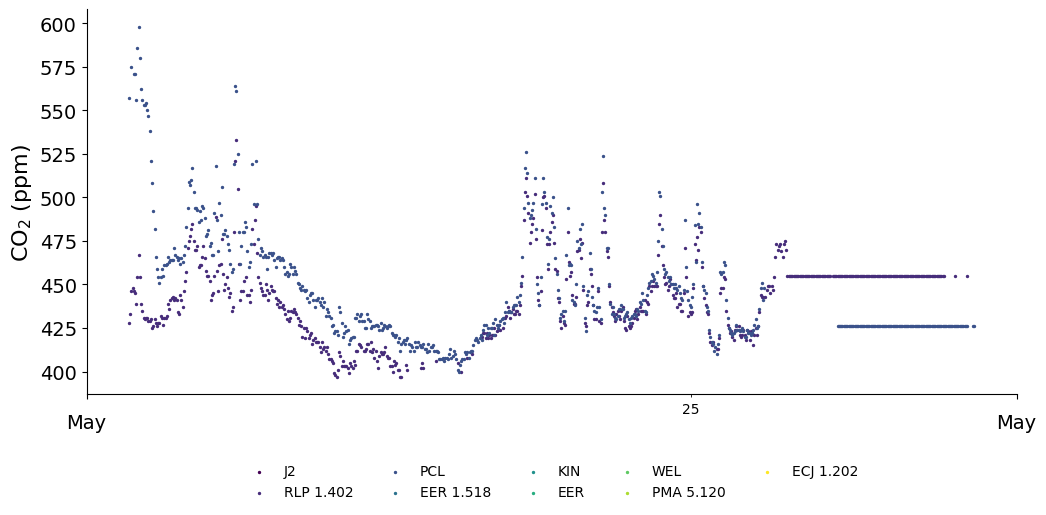 600
575
550
525
500
475
450
425
400
CO₂ (ppm)
25
May
May
J2
PCL
KIN
WEL
ECJ 1.202
RLP 1.402
EER 1.518
EER
PMA 5.120